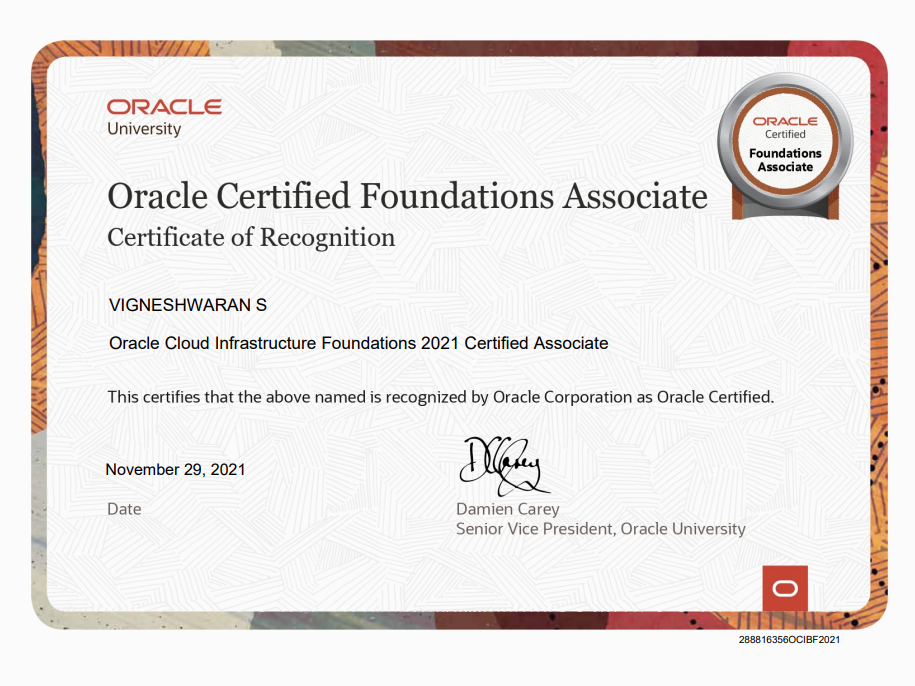 ORACLE
University
ORACLE
Certified
Foundations
Associate
Oracle Certified Foundations Associate
Certificate of Recognition
VIGNESHWARAN S
Oracle Cloud Infrastructure Foundations 2021 Certified Associate
This certifies that the above named is recognized by Oracle Corporation as Oracle Certified.
DCarey
November 29, 2021
Date
Damien Carey
Senior Vice President, Oracle University
288816356OCIBF2021